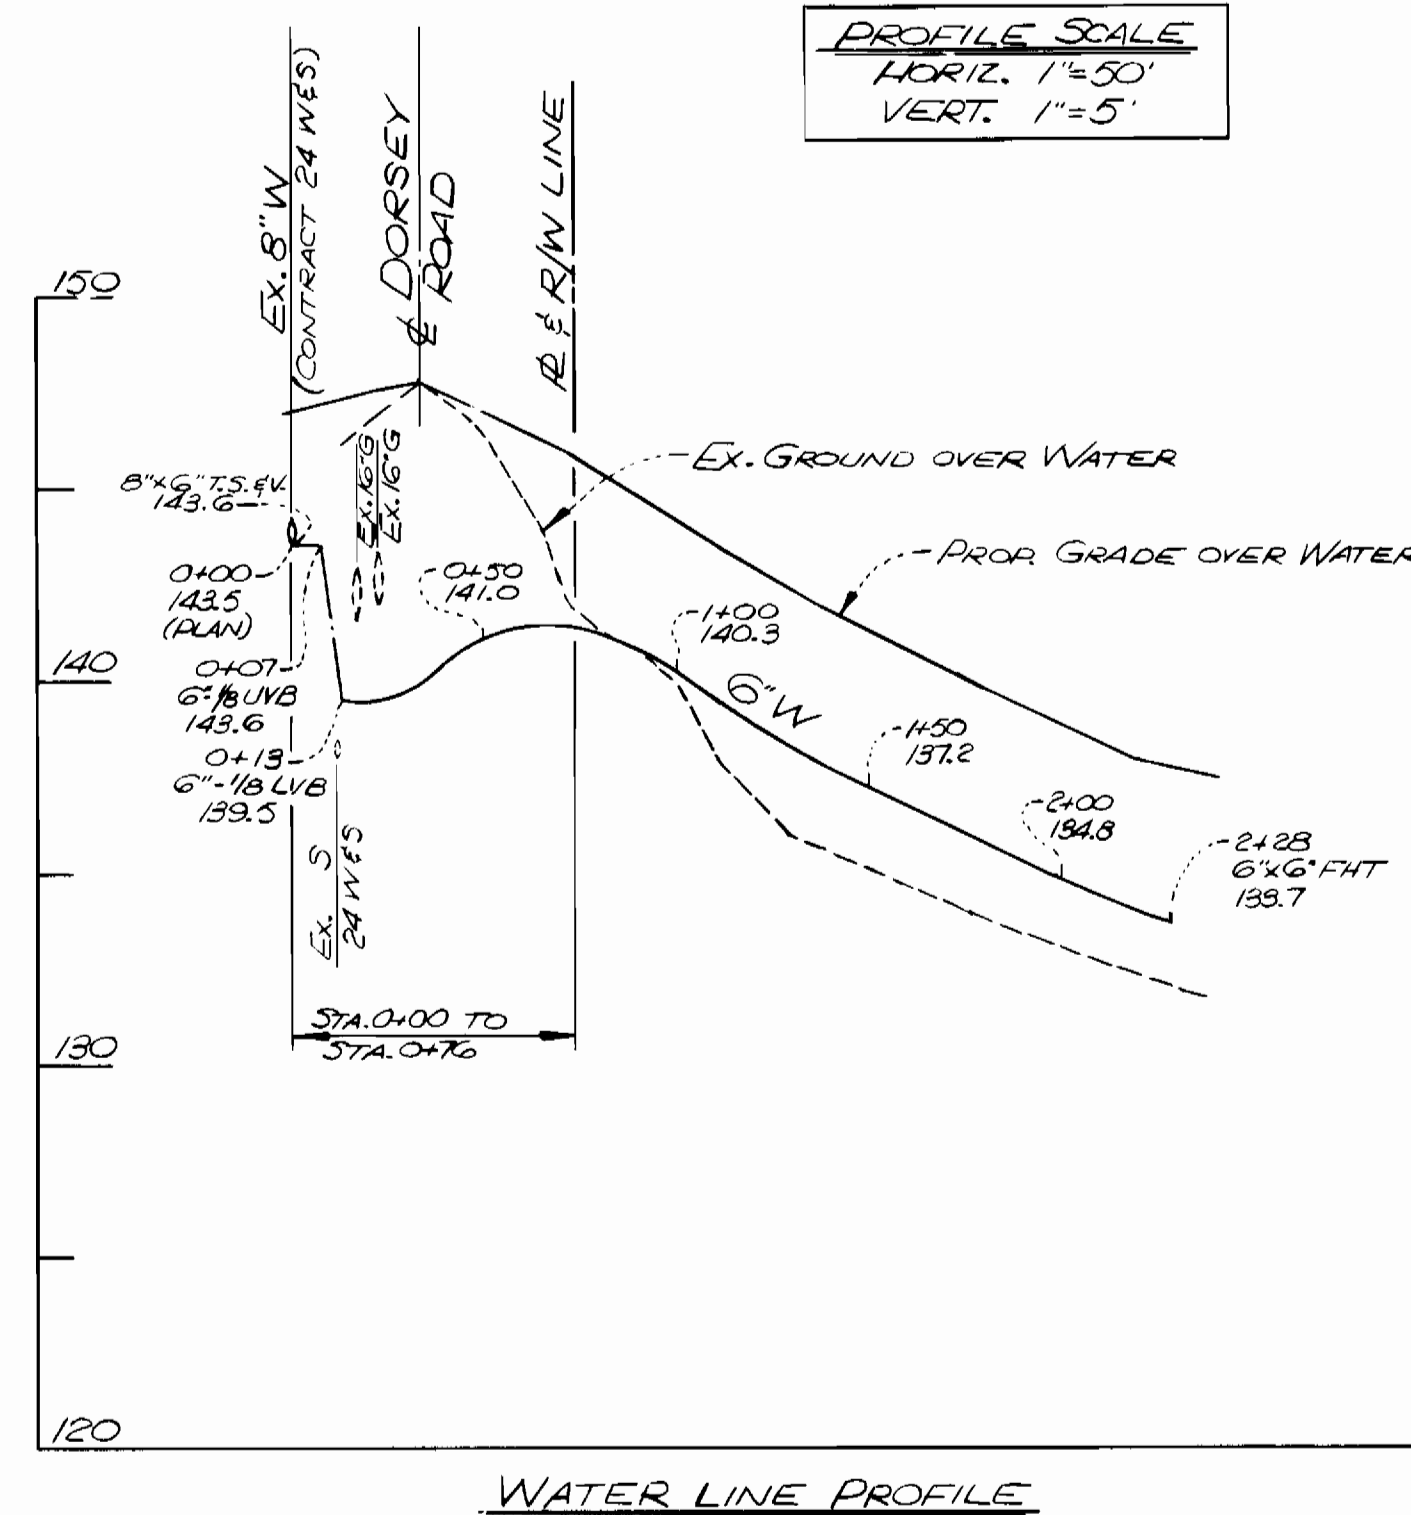 PROFILE SCALE
HORIZ. 1"=50'
VERT. 1"=5'
Ex. 8" W
(CONTRACT 24 W&S)
℄ DORSEY
ROAD
℄ & R/W LINE
150
Ex. 16" G
Ex. 16" G
EX. GROUND OVER WATER
8"x6" T.S. & V.
143.6
PROP. GRADE OVER WATER
0+00
143.5
(PLAN)
0+50
141.0
1+00
140.3
140
0+07
6"-1/8 UVB
143.6
6" W
1+50
137.2
0+13
6"-1/8 LVB
139.5
2+00
134.8
2+28
6"x6" FHT
133.7
Ex. S
24 W&S
STA. 0+00 TO
STA. 0+76
130
120
WATER LINE PROFILE